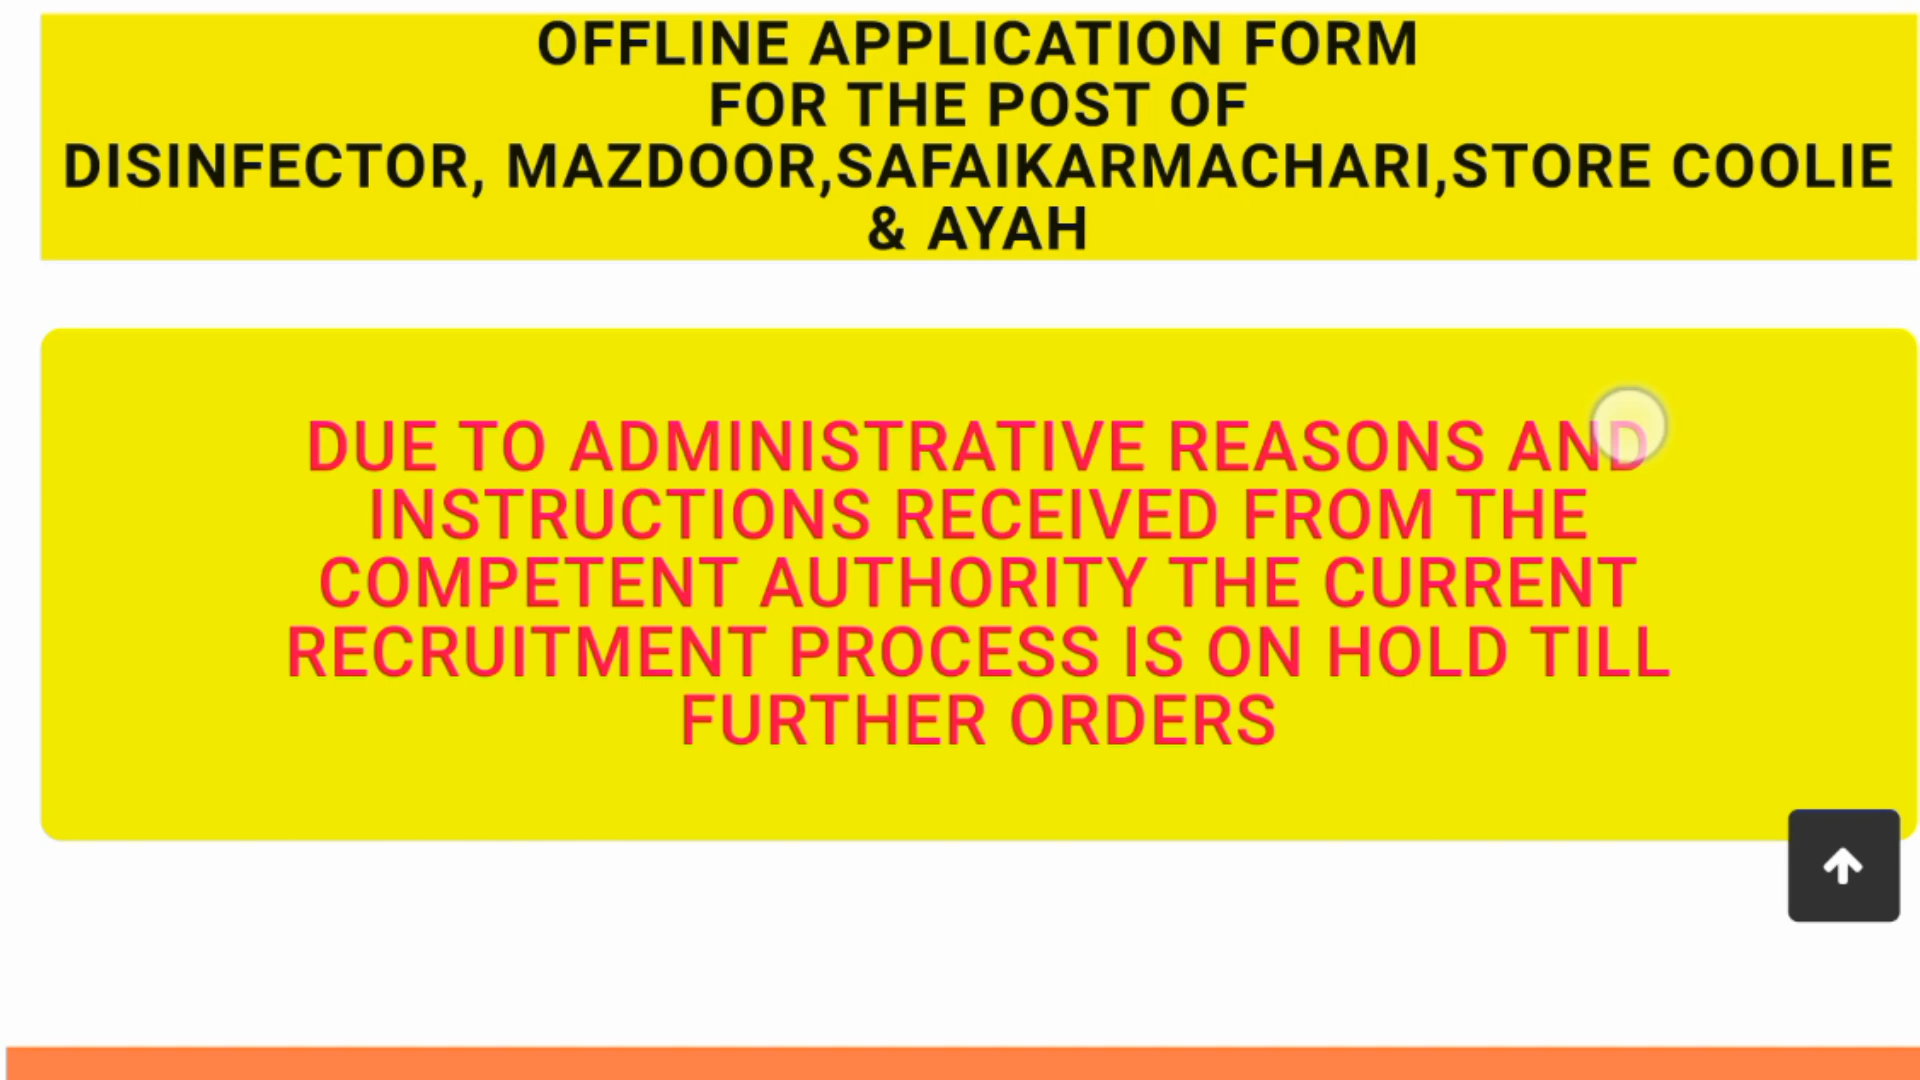 OFFLINE APPLICATION FORM
FOR THE POST OF
DISINFECTOR, MAZDOOR,SAFAIKARMACHARI,STORE COOLIE
& AYAH
DUE TO ADMINISTRATIVE REASONS AND
INSTRUCTIONS RECEIVED FROM THE
COMPETENT AUTHORITY THE CURRENT
RECRUITMENT PROCESS IS ON HOLD TILL
FURTHER ORDERS